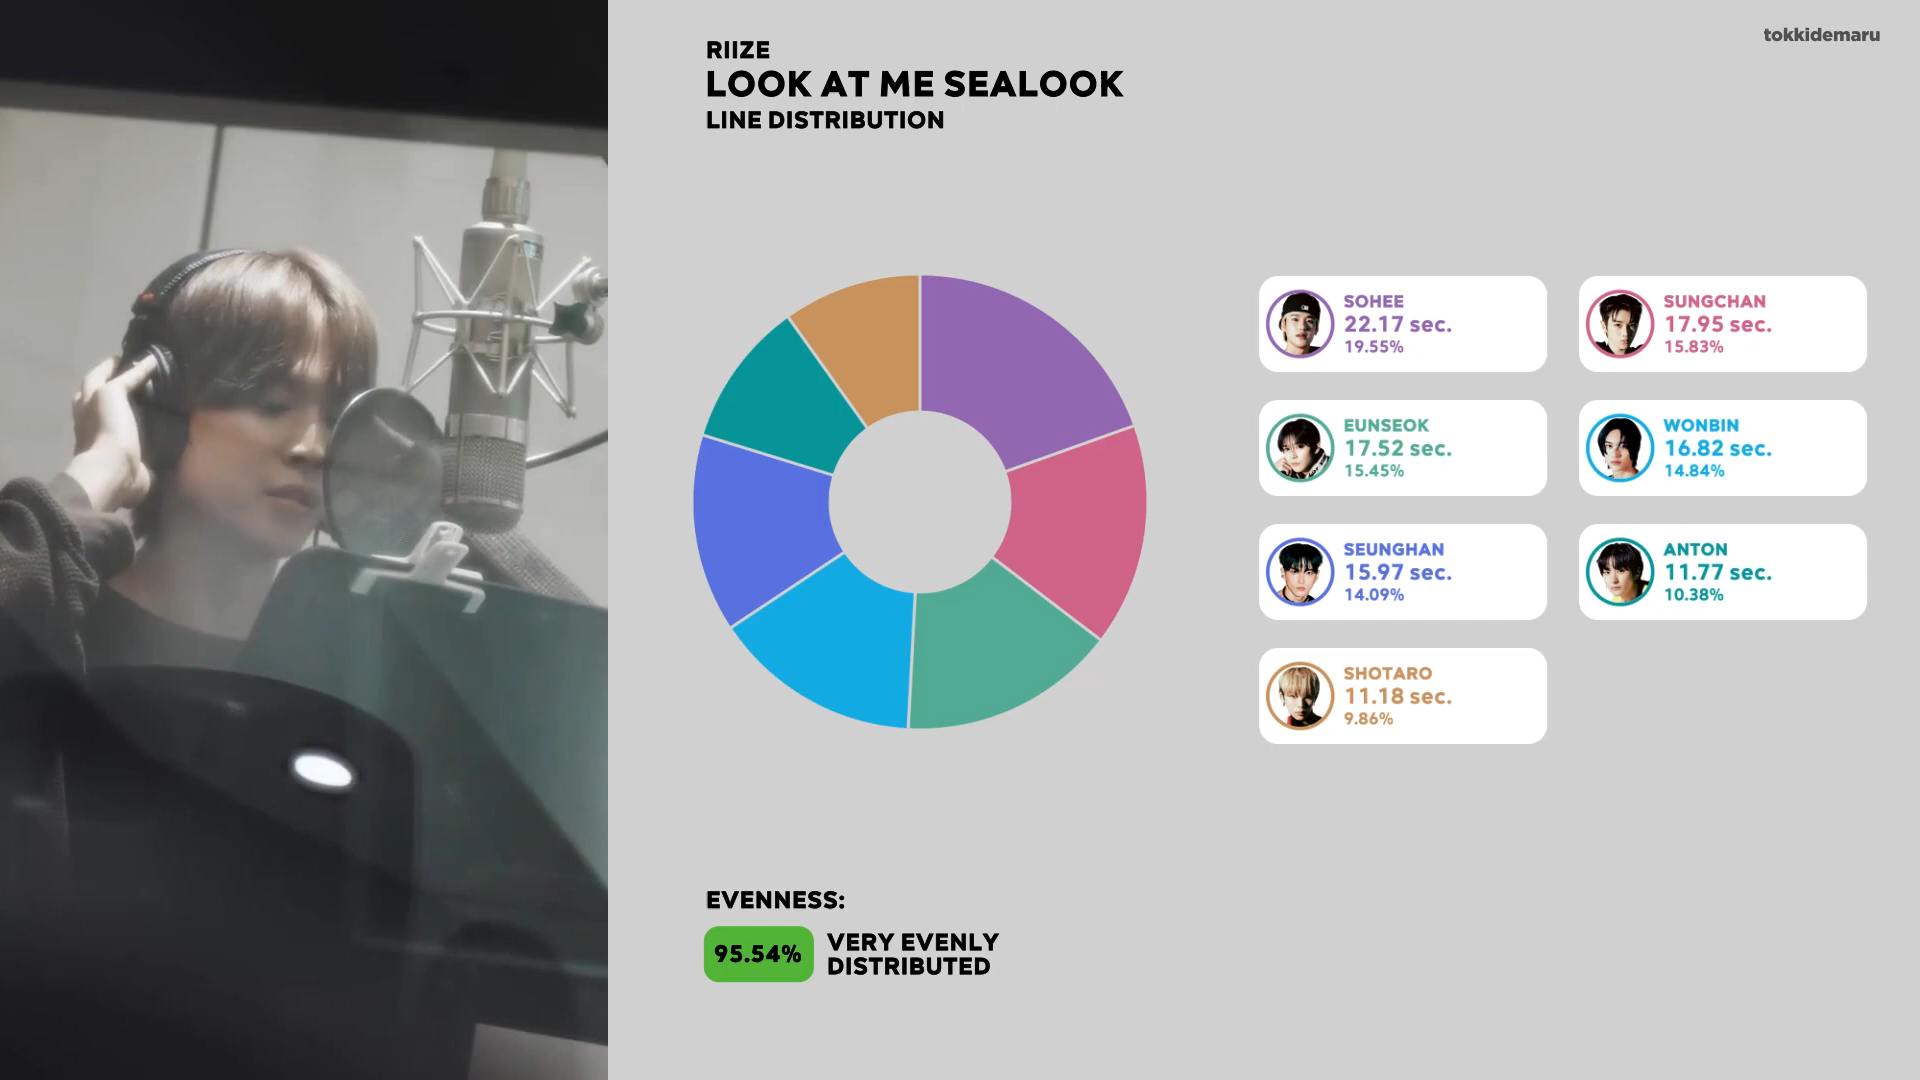 tokkidemaru
RIIZE
LOOK AT ME SEALOOK
LINE DISTRIBUTION
SOHEE
22.17 sec.
19.55%
SUNGCHAN
17.95 sec.
15.83%
EUNSEOK
17.52 sec.
15.45%
WONBIN
16.82 sec.
14.84%
SEUNGHAN
15.97 sec.
14.09%
ANTON
11.77 sec.
10.38%
SHOTARO
11.18 sec.
9.86%
EVENNESS:
95.54%
VERY EVENLY
DISTRIBUTED